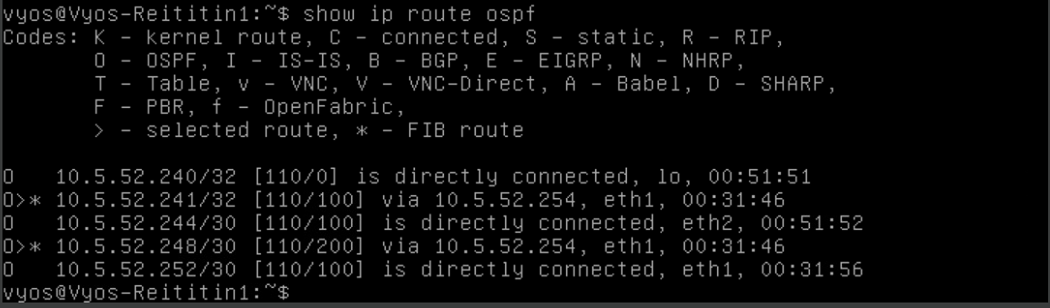 vyos@Vyos-Reititin1:~$ show ip route ospf
Codes: K - kernel route, C - connected, S - static, R - RIP,
O - OSPF, I - IS-IS, B - BGP, E - EIGRP, N - NHRP,
T - Table, v - VNC, V - VNC-Direct, A - Babel, D - SHARP,
F - PBR, f - OpenFabric,
> - selected route, * - FIB route
O   10.5.52.240/32 [110/0] is directly connected, lo, 00:51:51
O>* 10.5.52.241/32 [110/100] via 10.5.52.254, eth1, 00:31:46
O   10.5.52.244/30 [110/100] is directly connected, eth2, 00:51:52
O>* 10.5.52.248/30 [110/200] via 10.5.52.254, eth1, 00:31:46
O   10.5.52.252/30 [110/100] is directly connected, eth1, 00:31:56
vyos@Vyos-Reititin1:~$